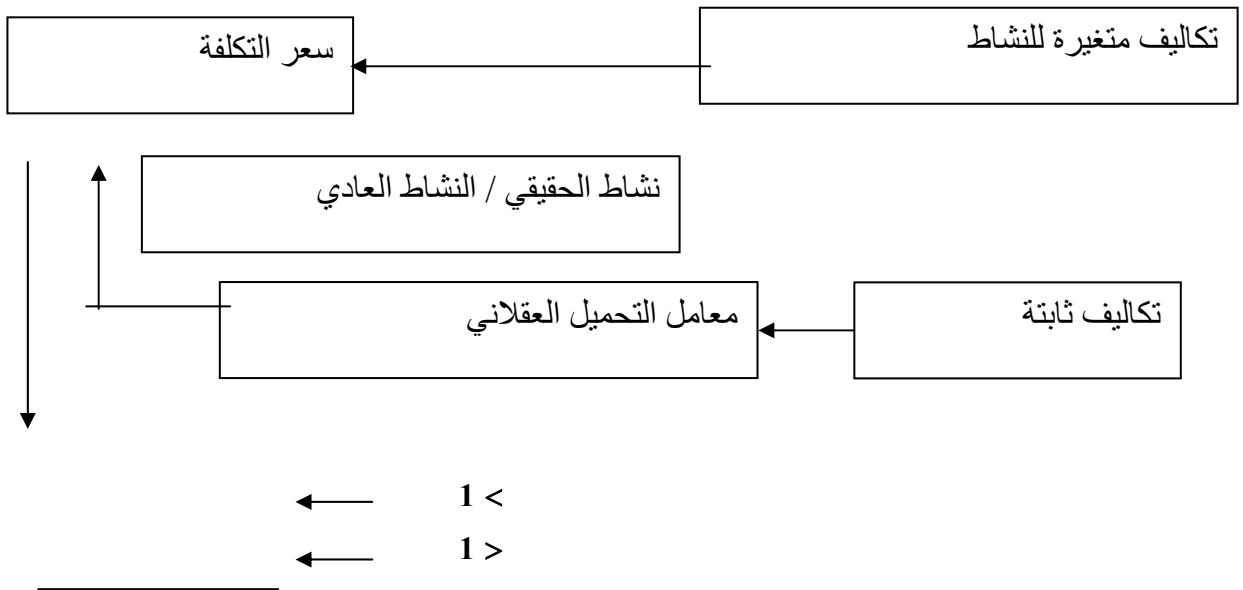 تكاليف متغيرة للنشاط
سعر التكلفة
نشاط الحقيقي / النشاط العادي
تكاليف ثابتة
معامل التحميل العقلاني
1 <
1 >